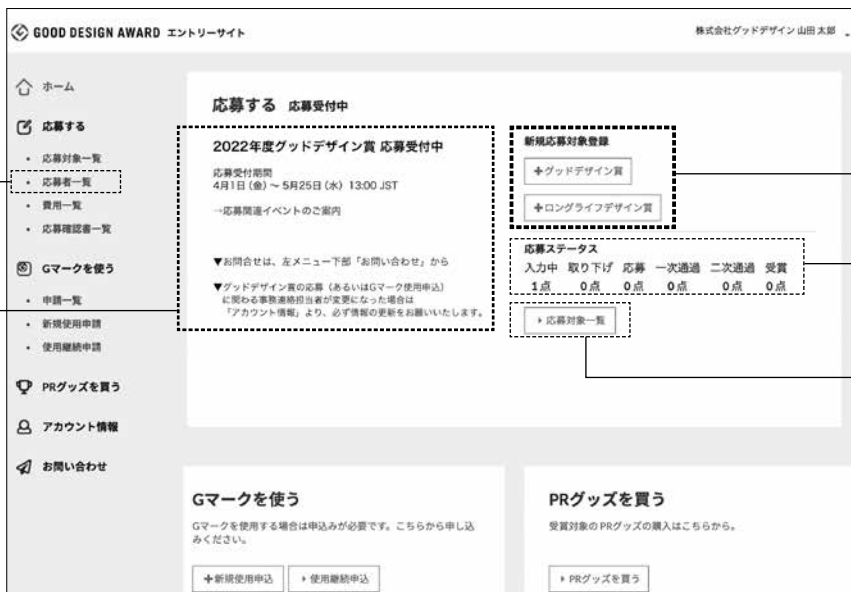 GOOD DESIGN AWARD エントリーサイト
株式会社グッドデザイン 山田 太郎
ホーム
応募する
・ 応募対象一覧
・ 応募者一覧
・ 費用一覧
・ 応募確認書一覧
Gマークを使う
・ 申請一覧
・ 新規使用申請
・ 使用継続申請
PRグッズを買う
アカウント情報
お問い合わせ
応募する 応募受付中
2022年度グッドデザイン賞 応募受付中
応募受付期間
4月1日（金）～ 5月25日（水）13:00 JST
→応募関連イベントのご案内
▼お問合せは、左メニュー下部「お問い合わせ」から
▼グッドデザイン賞の応募（あるいはGマーク使用申込）
に関わる事務連絡担当者が変更になった場合は
「アカウント情報」より、必ず情報の更新をお願いいたします。
新規応募対象登録
+グッドデザイン賞
+ロングライフデザイン賞
応募ステータス
入力中 取り下げ 応募 一次通過 二次通過 受賞
1点 0点 0点 0点 0点 0点
応募対象一覧
Gマークを使う
Gマークを使用する場合は申込みが必要です。こちらから申し込
みください。
+新規使用申込
使用継続申込
PRグッズを買う
受賞対象のPRグッズの購入はこちらから。
PRグッズを買う